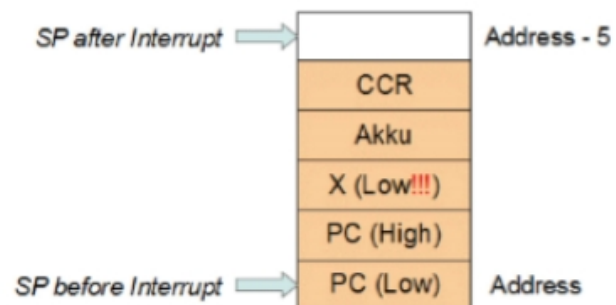 SP after Interrupt Address - 5
CCR
Akku
X (Low!!!)
PC (High)
SP before Interrupt PC (Low) Address